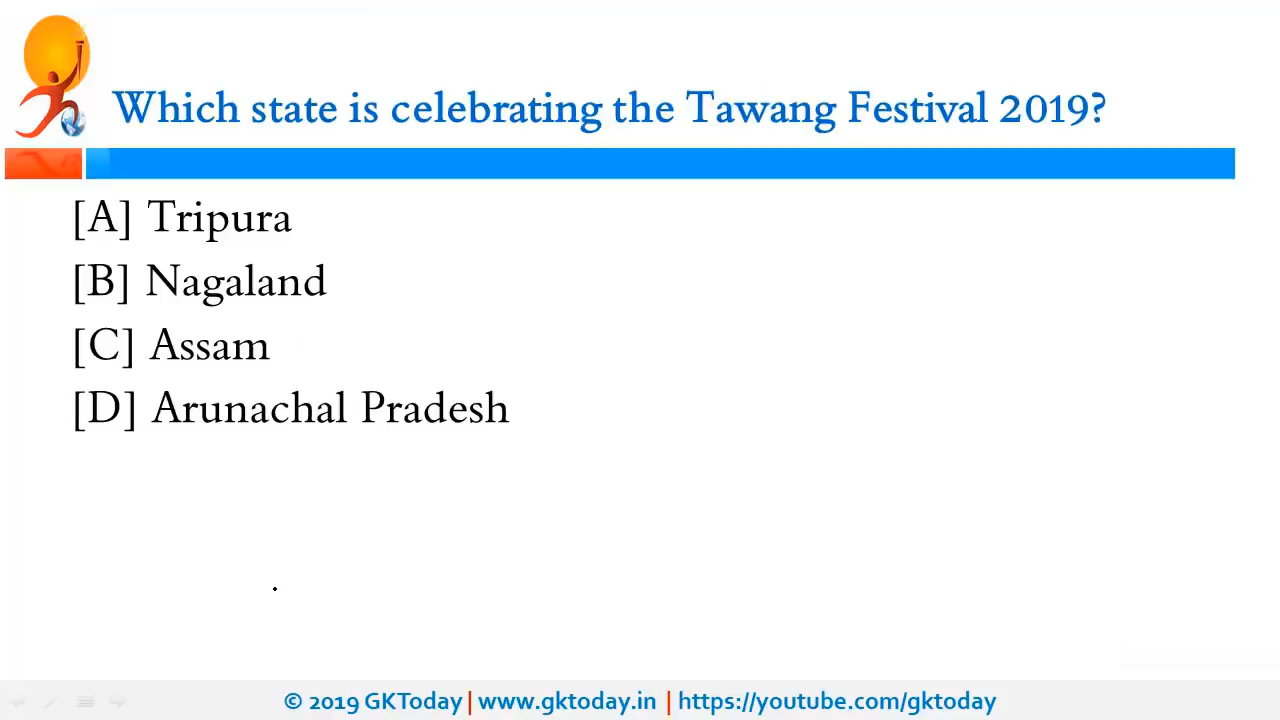 Which state is celebrating the Tawang Festival 2019?
[A] Tripura
[B] Nagaland
[C] Assam
[D] Arunachal Pradesh
© 2019 GKToday | www.gktoday.in | https://youtube.com/gktoday